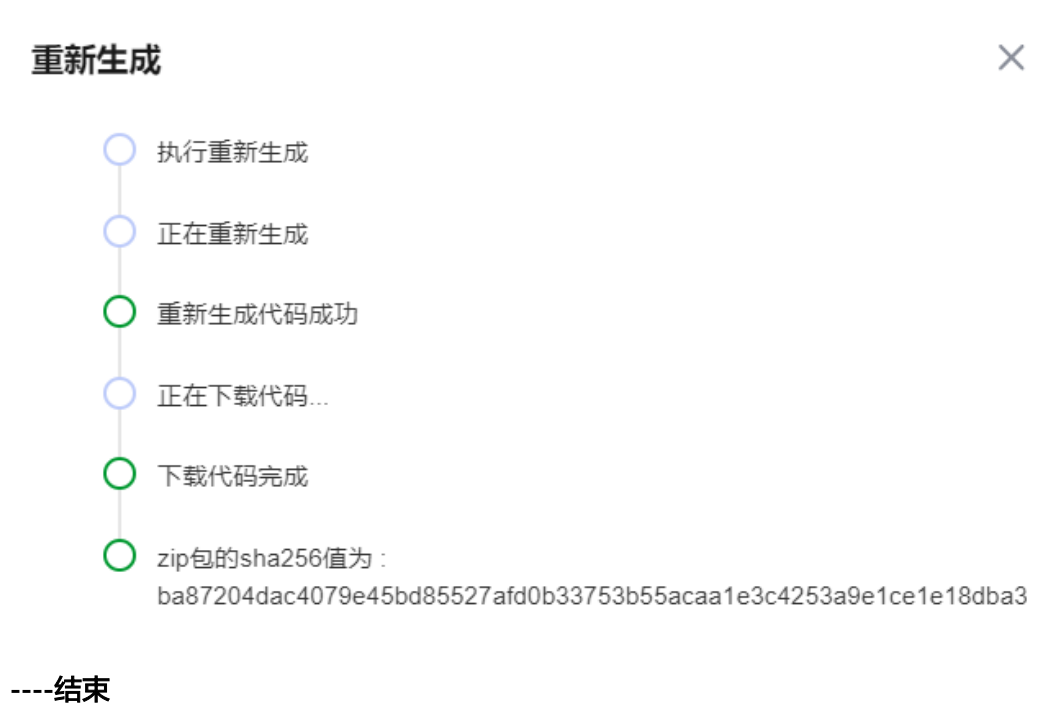 重新生成
执行重新生成
正在重新生成
重新生成代码成功
正在下载代码...
下载代码完成
zip包的sha256值为：
ba87204dac4079e45bd85527afd0b33753b55acaa1e3c4253a9e1ce1e18dba3
----结束